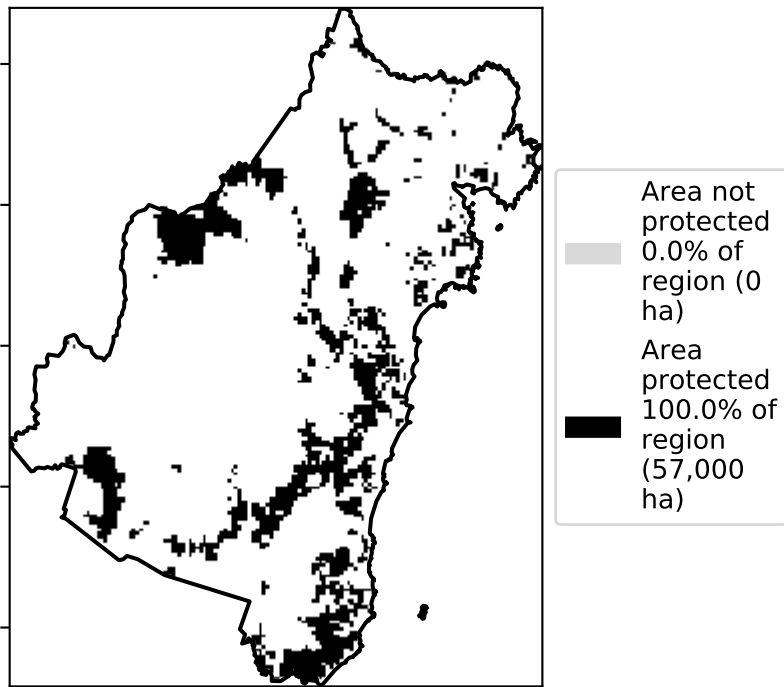 Area not
protected
0.0% of
region (0
ha)
Area
protected
100.0% of
region
(57,000
ha)